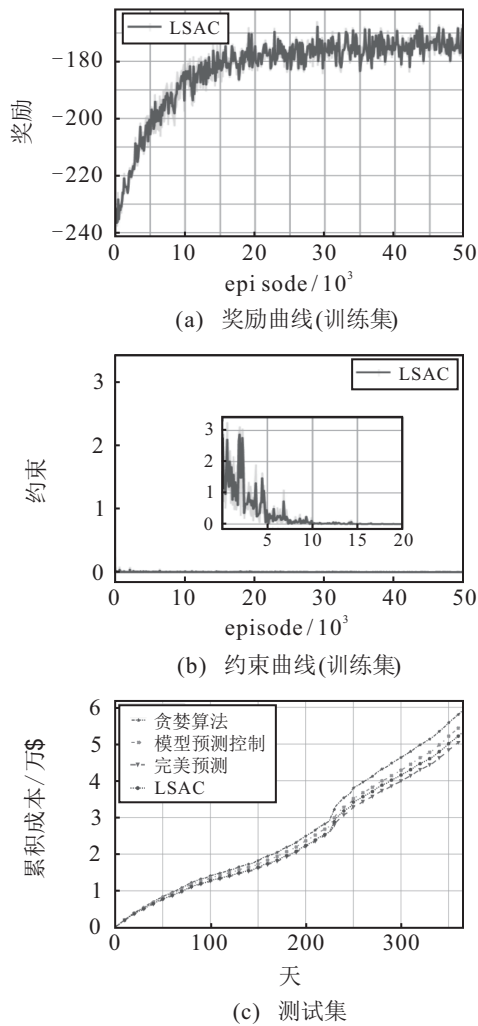 LSAC
−180
−200
−220
−240
奖励
0 10 20 30 40 50
epi sode / 10³
(a) 奖励曲线(训练集)
LSAC
3
2
1
0
约束
3
2
1
0
5 10 15 20
0 10 20 30 40 50
episode / 10³
(b) 约束曲线(训练集)
6
5
4
3
2
1
0
累积成本 / 万$
贪婪算法
模型预测控制
完美预测
LSAC
0 100 200 300
天
(c) 测试集